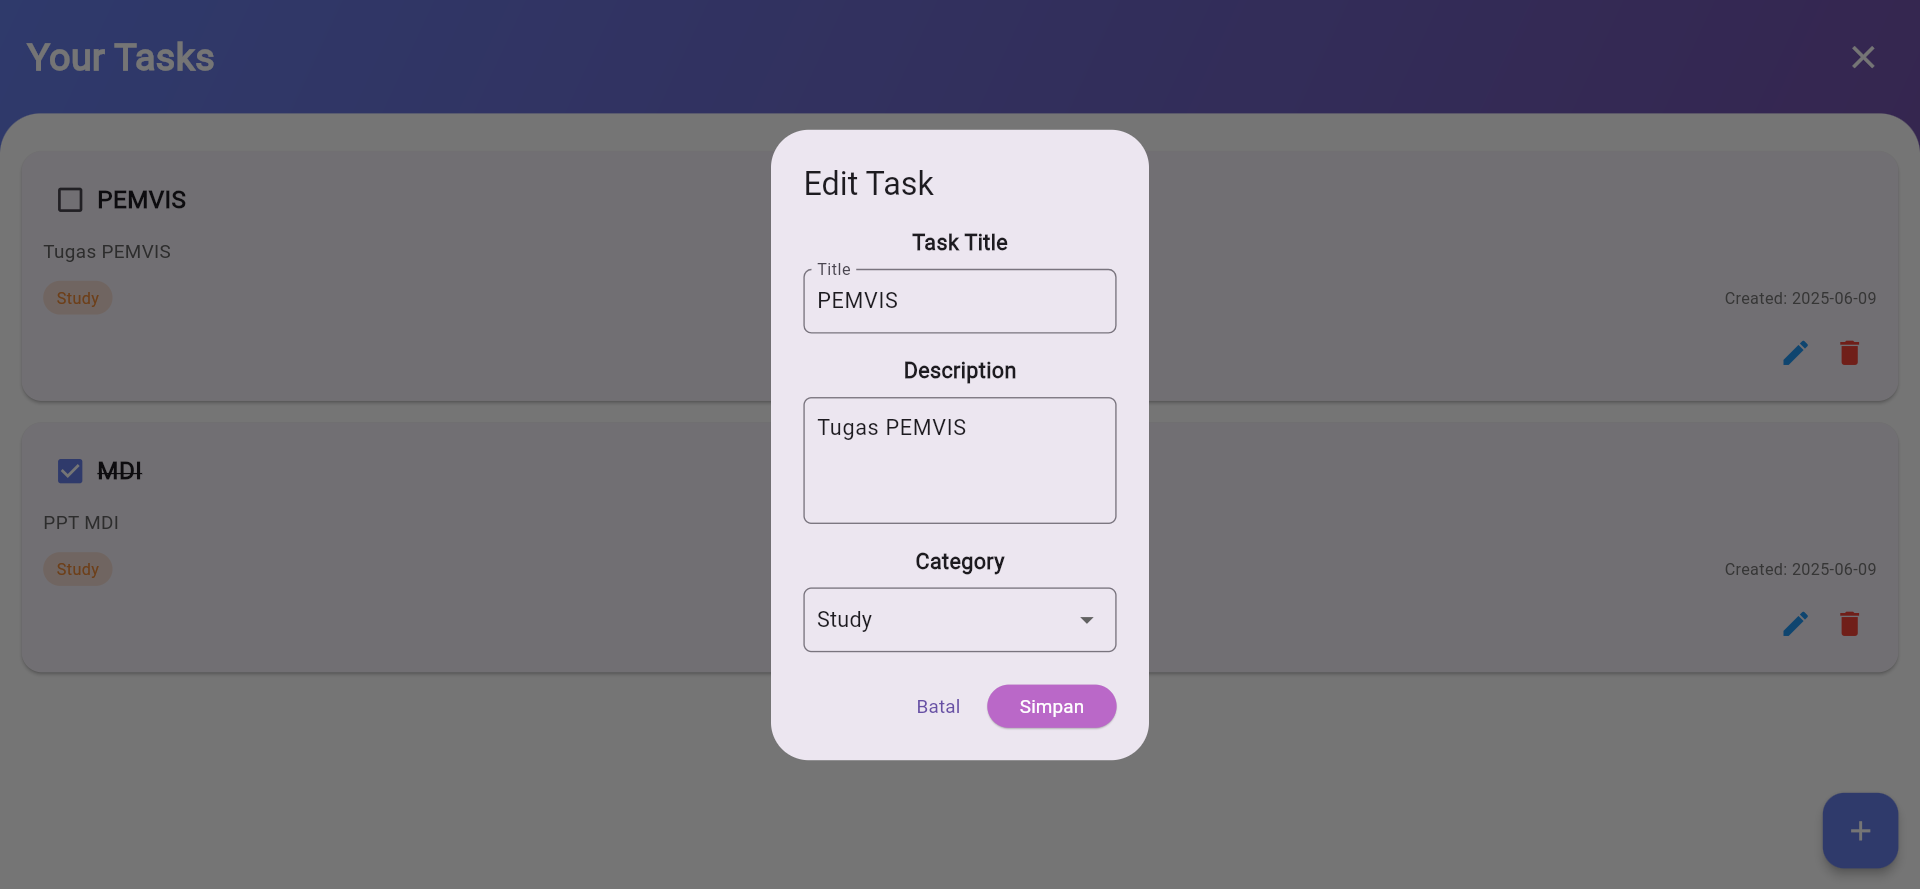 Your Tasks
PEMVIS
Tugas PEMVIS
Study
Created: 2025-06-09
MDI
PPT MDI
Study
Created: 2025-06-09
Edit Task
Task Title
Title
PEMVIS
Description
Tugas PEMVIS
Category
Study
Batal
Simpan